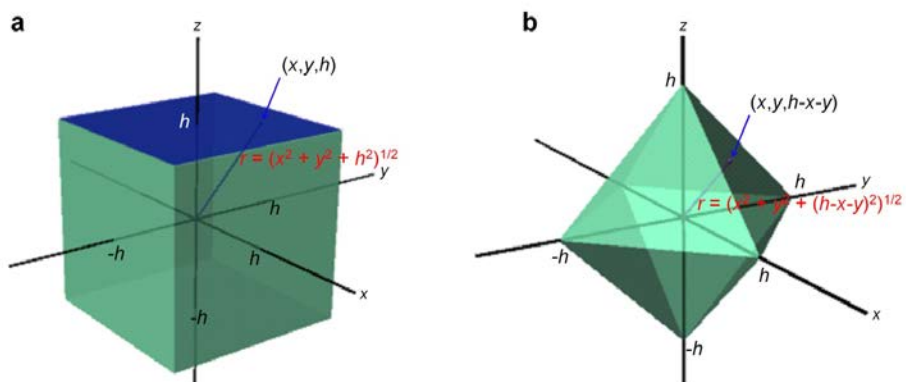 a
z
(x,y,h)
h
r = (x² + y² + h²)¹/²
y
h
-h
h
x
-h
b
z
h
(x,y,h-x-y)
h
y
r = (x² + y² + (h-x-y)²)¹/²
-h
h
x
-h